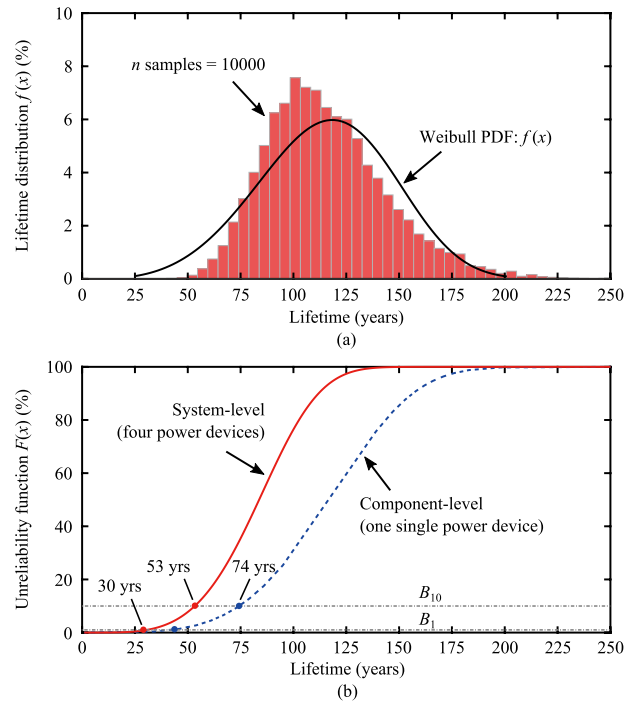 Lifetime distribution f (x) (%)
8
6
4
2
0
n samples = 10000
Weibull PDF: f (x)
0 25 50 75 100 125 150 175 200 225 250
Lifetime (years)
(a)
Unreliability function F(x) (%)
100
80
60
40
20
0
System-level
(four power devices)
Component-level
(one single power device)
30 yrs
53 yrs
74 yrs
B10
B1
0 25 50 75 100 125 150 175 200 225 250
Lifetime (years)
(b)